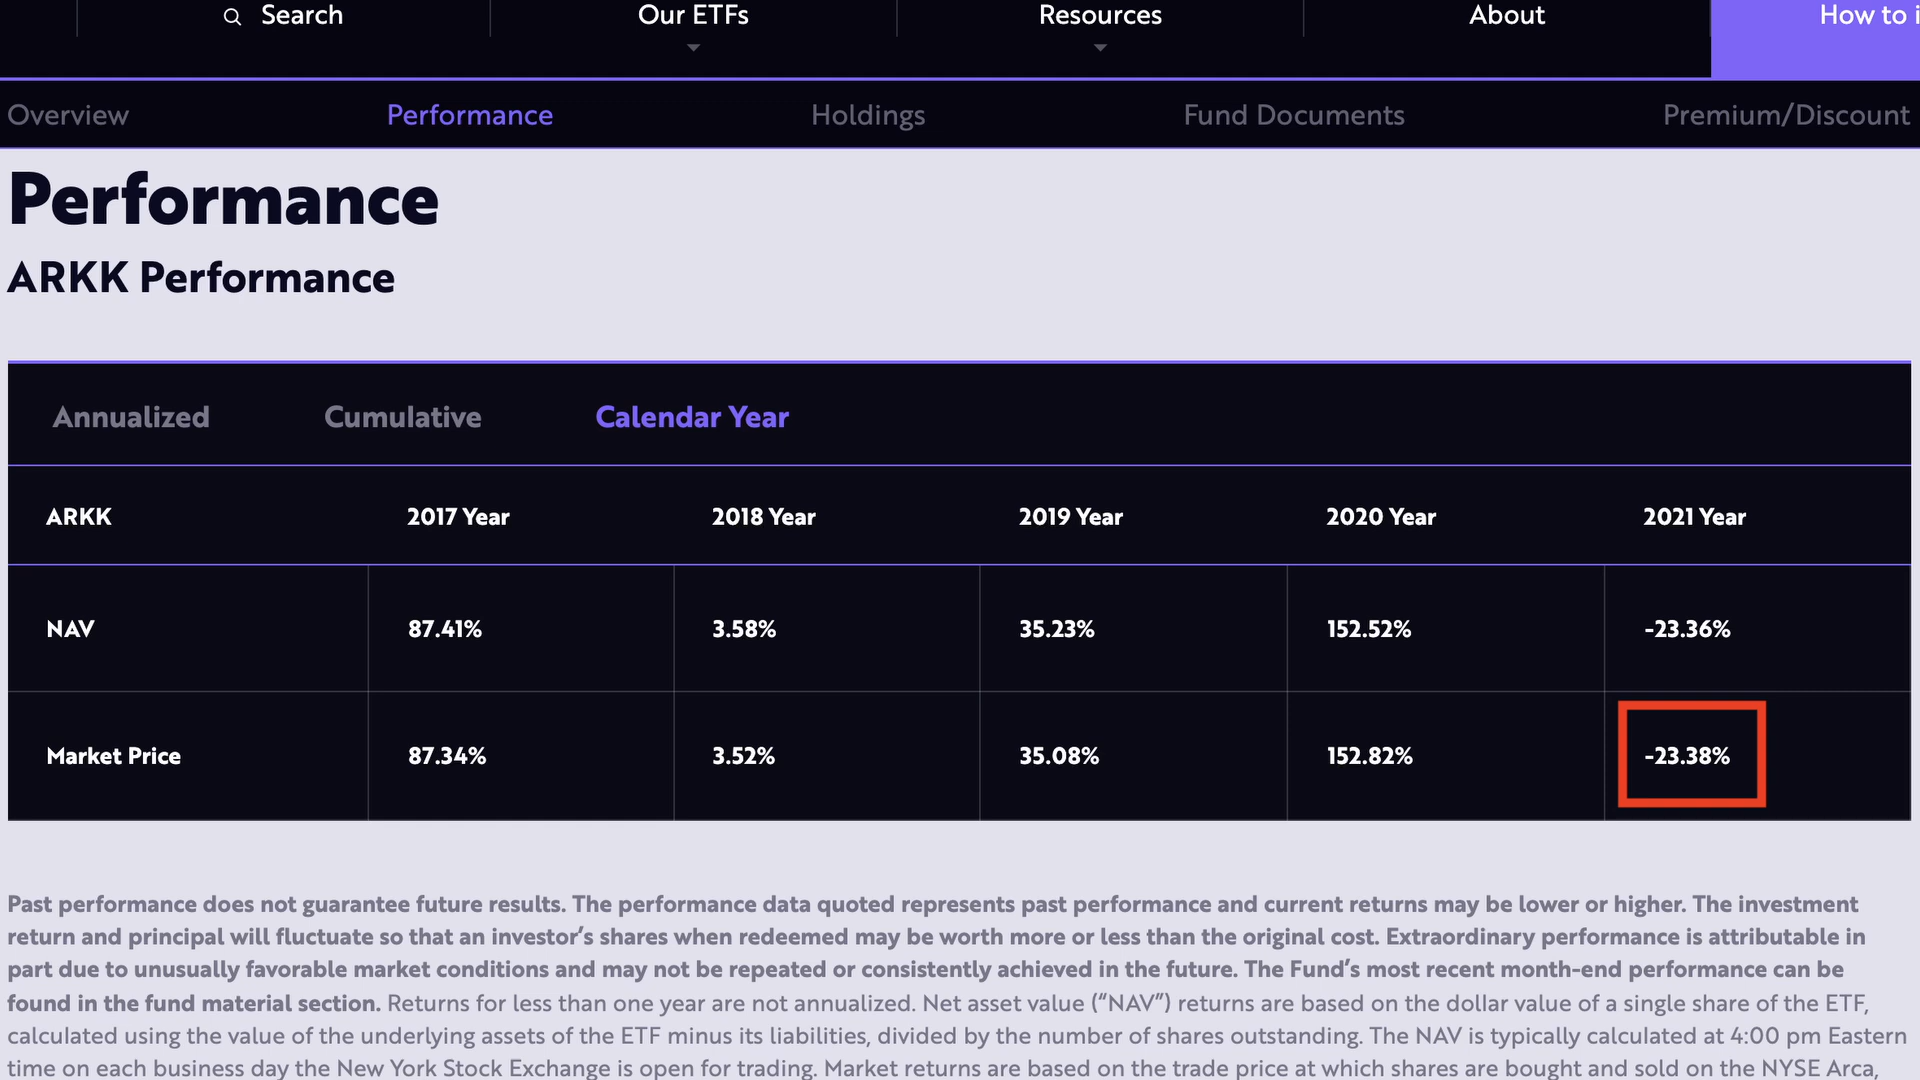 Search
Our ETFs
Resources
About
How to i
Overview
Performance
Holdings
Fund Documents
Premium/Discount
Performance
ARKK Performance
Annualized Cumulative Calendar Year
ARKK 2017 Year 2018 Year 2019 Year 2020 Year 2021 Year
NAV 87.41% 3.58% 35.23% 152.52% -23.36%
Market Price 87.34% 3.52% 35.08% 152.82% -23.38%
Past performance does not guarantee future results. The performance data quoted represents past performance and current returns may be lower or higher. The investment
return and principal will fluctuate so that an investor’s shares when redeemed may be worth more or less than the original cost. Extraordinary performance is attributable in
part due to unusually favorable market conditions and may not be repeated or consistently achieved in the future. The Fund’s most recent month-end performance can be
found in the fund material section. Returns for less than one year are not annualized. Net asset value (“NAV”) returns are based on the dollar value of a single share of the ETF,
calculated using the value of the underlying assets of the ETF minus its liabilities, divided by the number of shares outstanding. The NAV is typically calculated at 4:00 pm Eastern
time on each business day the New York Stock Exchange is open for trading. Market returns are based on the trade price at which shares are bought and sold on the NYSE Arca,